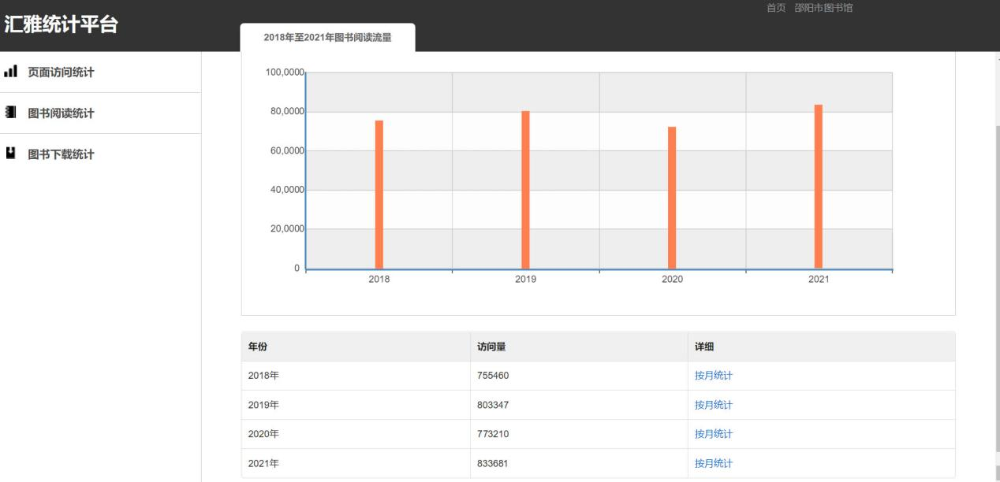 首页 邵阳市图书馆
汇雅统计平台
2018年至2021年图书阅读流量
页面访问统计
图书阅读统计
图书下载统计
100,0000
80,0000
60,0000
40,0000
20,0000
0
2018 2019 2020 2021
年份 访问量 详细
2018年 755460 按月统计
2019年 803347 按月统计
2020年 773210 按月统计
2021年 833681 按月统计